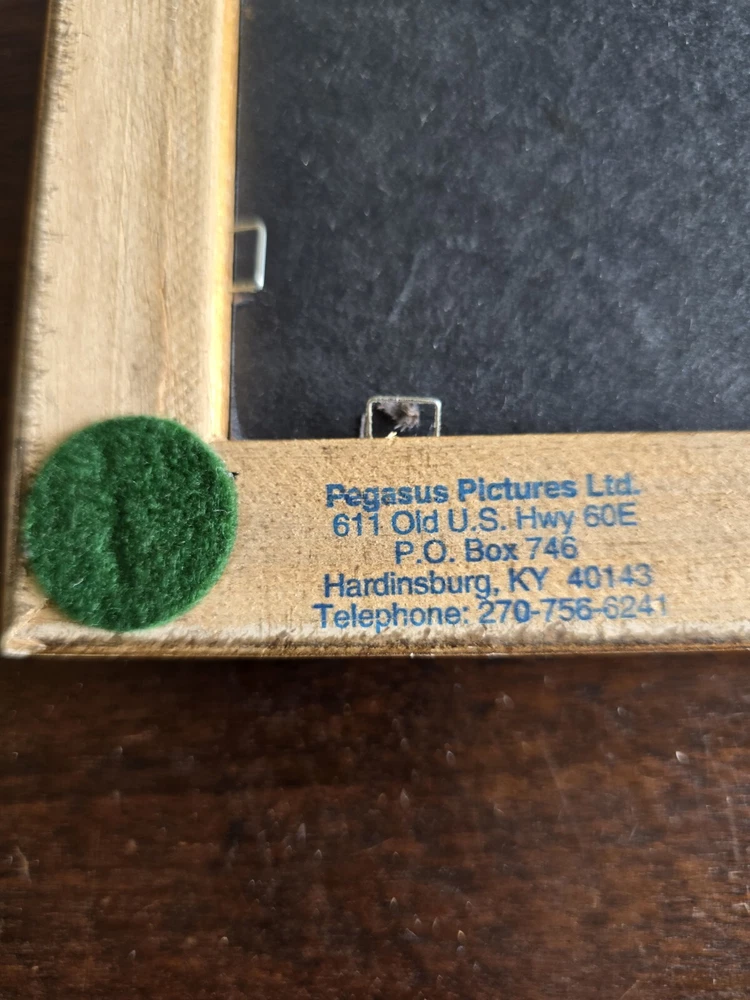 Pegasus Pictures Ltd.
611 Old U.S. Hwy 60E
P.O. Box 746
Hardinsburg, KY 40143
Telephone: 270-756-6241